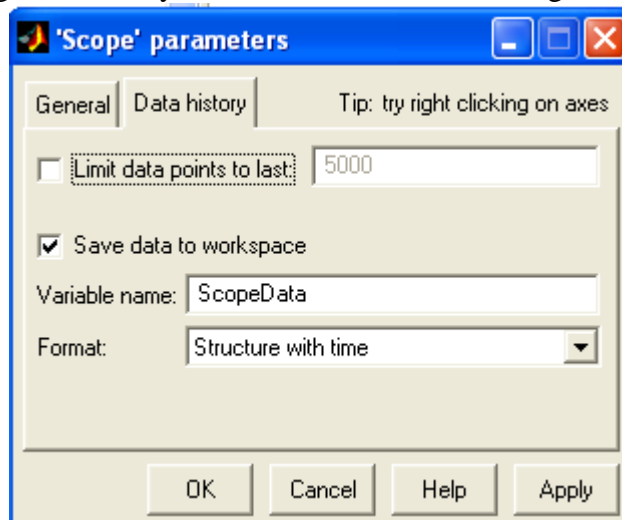 'Scope' parameters
General Data history Tip: try right clicking on axes
Limit data points to last: 5000
Save data to workspace
Variable name: ScopeData
Format: Structure with time
OK Cancel Help Apply